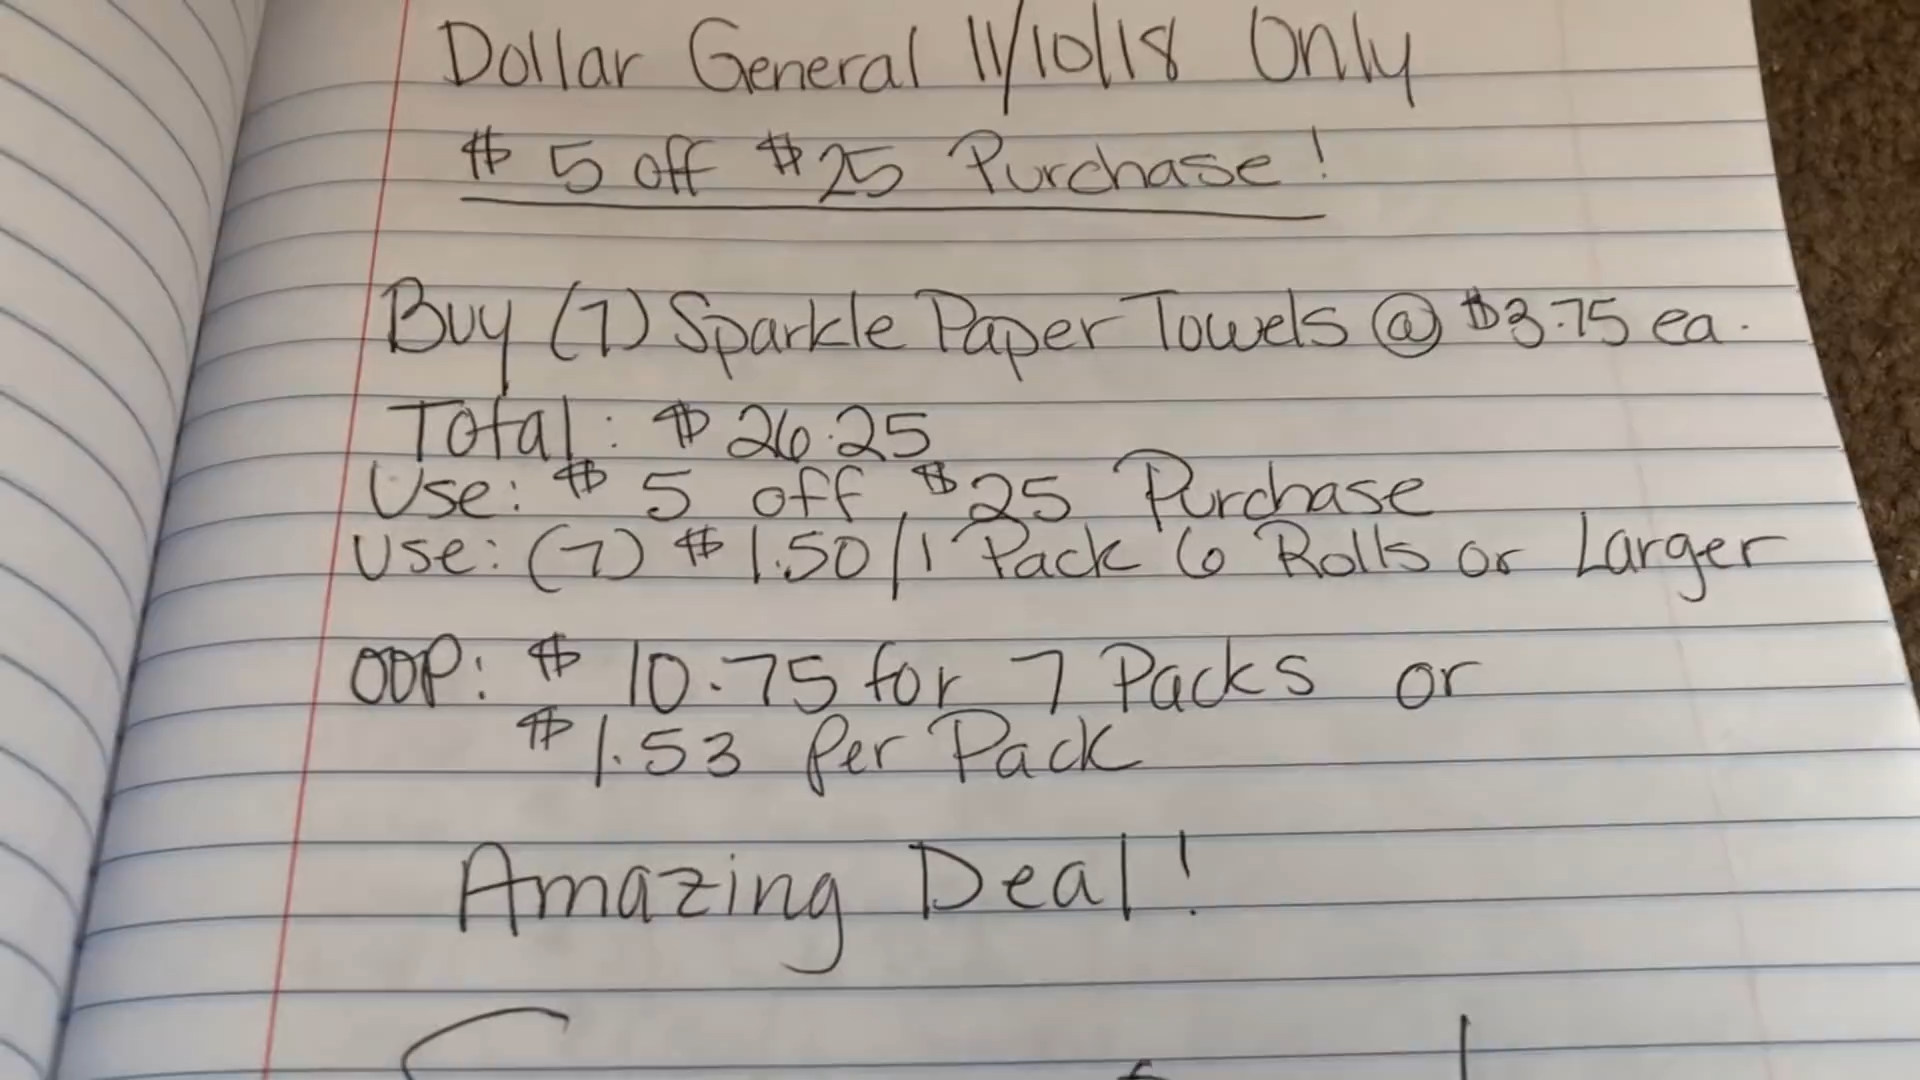 Dollar General 11/10/18 Only
$5 off $25 Purchase!
Buy (7) Sparkle Paper Towels @ $3.75 ea.
Total: $26.25
Use: $5 off $25 Purchase
Use: (7) $1.50/1 Pack 6 Rolls or Larger
OOP: $10.75 for 7 Packs or
$1.53 per Pack
Amazing Deal!